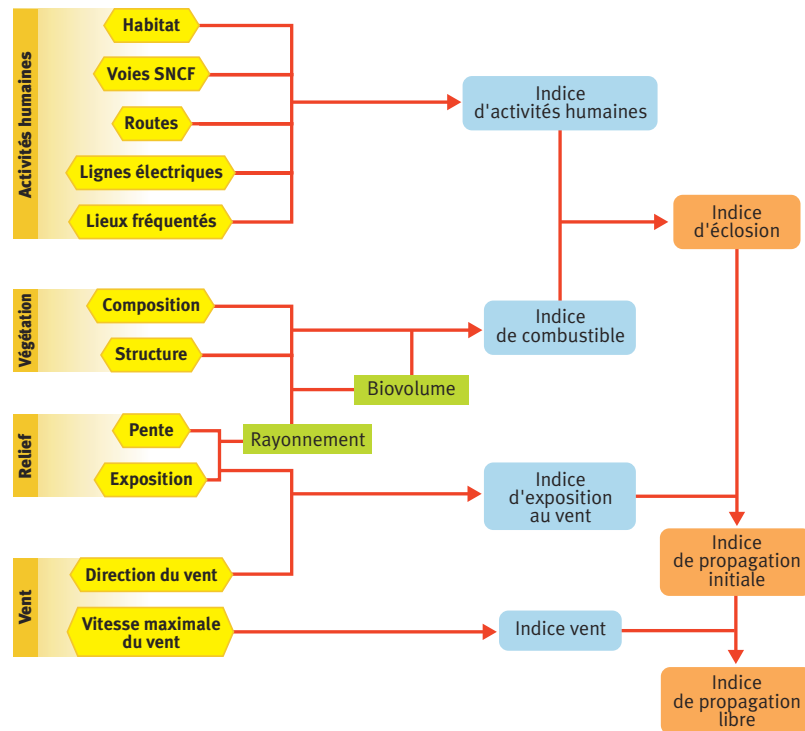 Activités humaines
Habitat
Voies SNCF
Routes
Lignes électriques
Lieux fréquentés
Indice
d'activités humaines
Indice
d'éclosion
Végétation
Composition
Structure
Indice
de combustible
Biovolume
Relief
Pente
Rayonnement
Exposition
Indice
d'exposition
au vent
Indice
de propagation
initiale
Vent
Direction du vent
Vitesse maximale
du vent
Indice vent
Indice
de propagation
libre